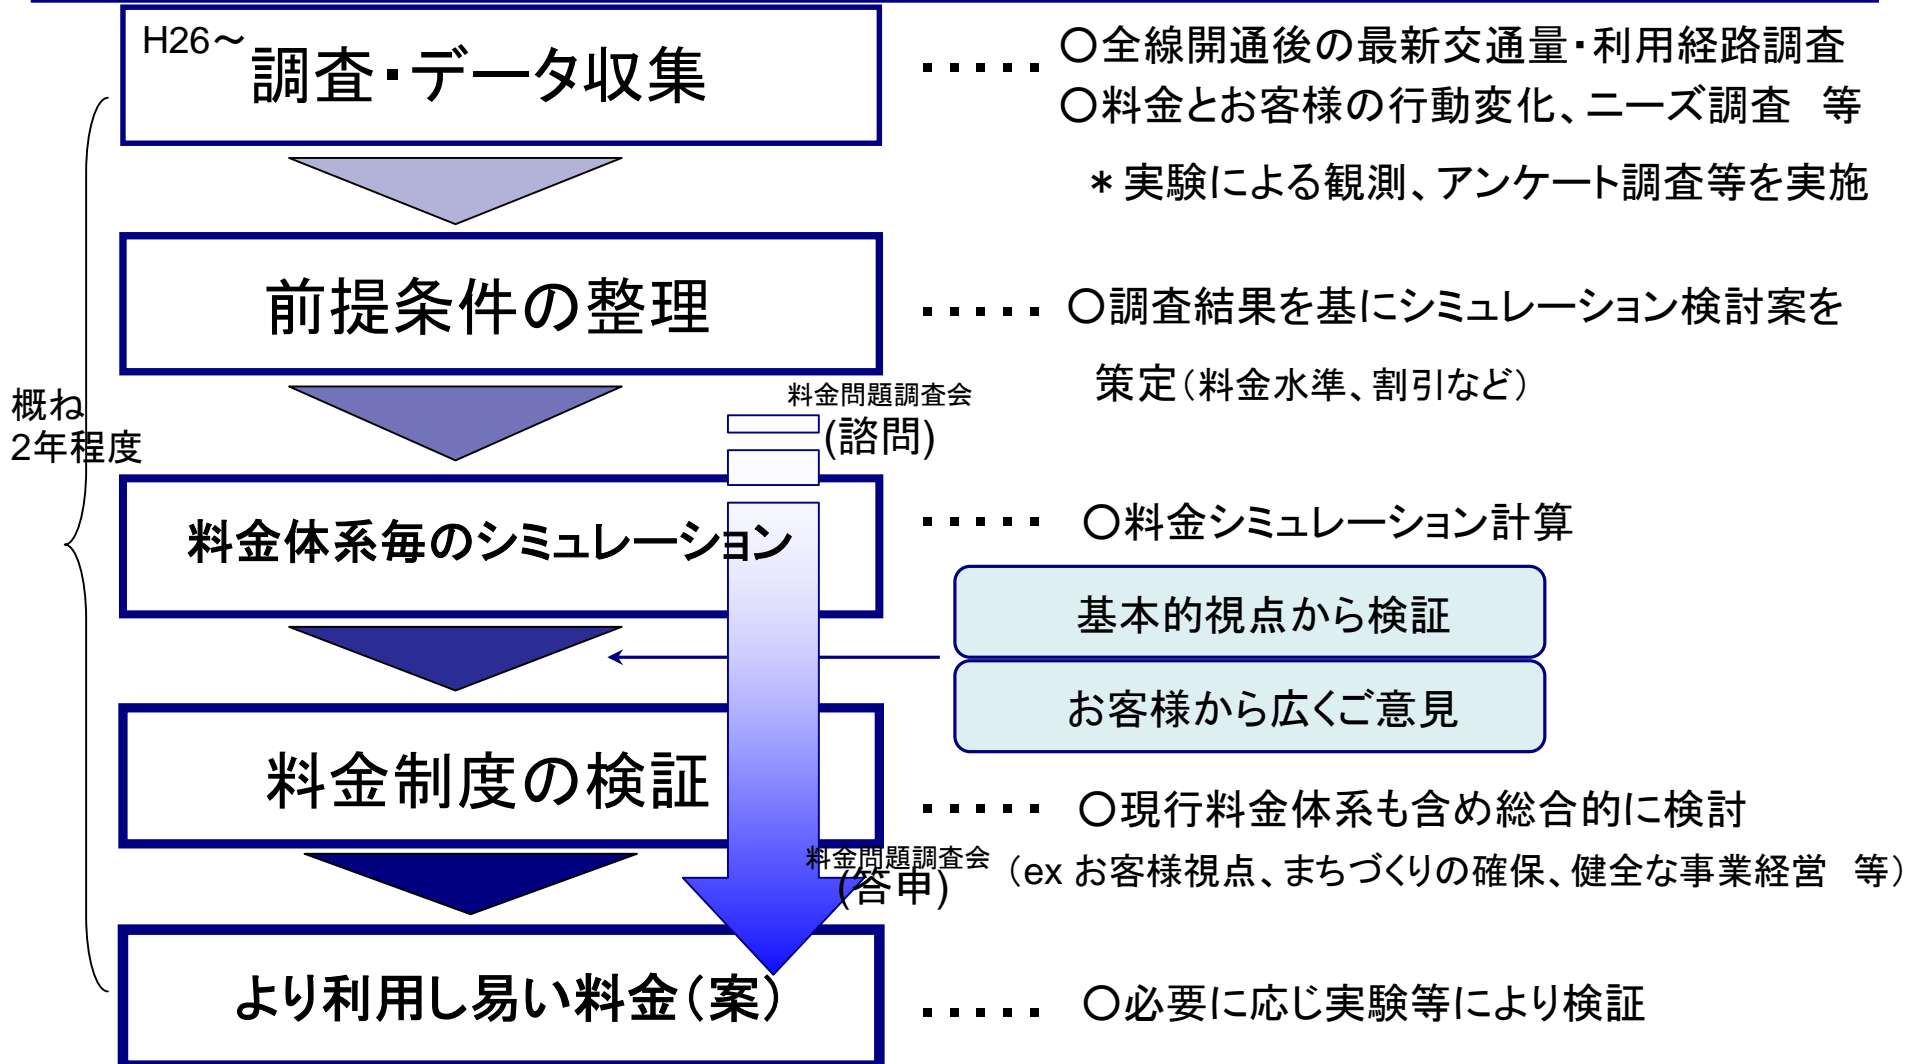 H26～
調査・データ収集
・・・・・
○全線開通後の最新交通量・利用経路調査
○料金とお客様の行動変化、ニーズ調査　等
＊実験による観測、アンケート調査等を実施
前提条件の整理
・・・・・
○調査結果を基にシミュレーション検討案を
策定（料金水準、割引など）
概ね
2年程度
料金問題調査会
(諮問)
料金体系毎のシミュレーション
・・・・・
○料金シミュレーション計算
基本的視点から検証
お客様から広くご意見
料金制度の検証
・・・・・
○現行料金体系も含め総合的に検討
（ex お客様視点、まちづくりの確保、健全な事業経営　等）
料金問題調査会
(答申)
より利用し易い料金（案）
・・・・・
○必要に応じ実験等により検証